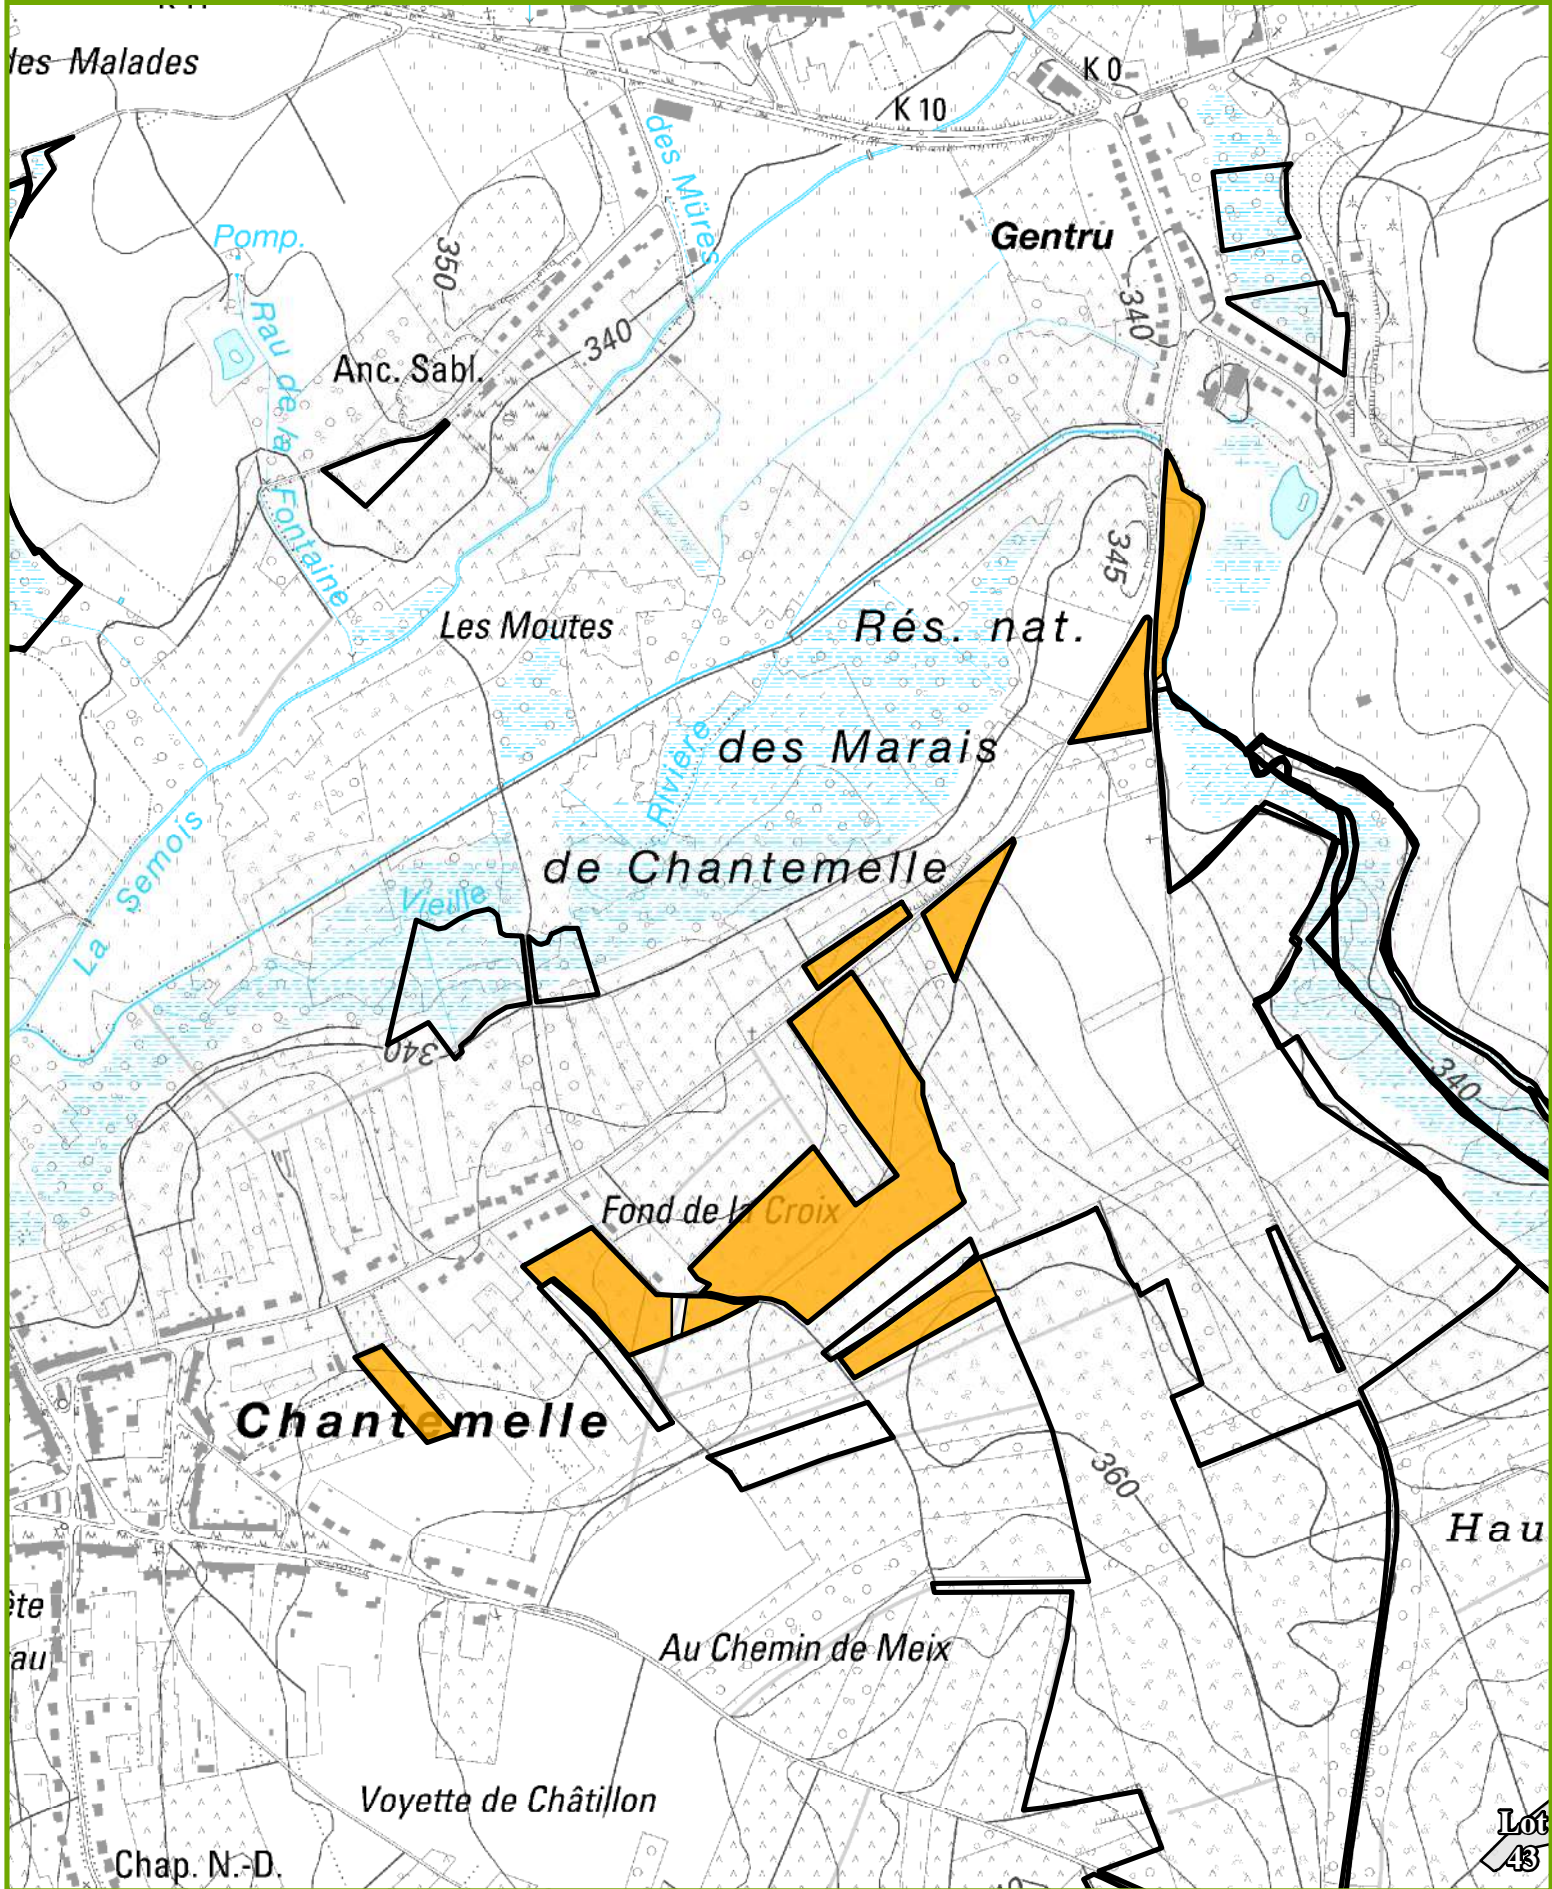 des Malades
K 0
K 10
des Mûres
Gentru
Pomp.
350
340
340
Rau de la Fontaine
Anc. Sabl.
345
Les Moutes
Rés. nat.
des Marais
de Chantemelle
Rivière
Vieille
La Semois
340
340
Fond de la Croix
Chantemelle
360
Hau
ête
au
Au Chemin de Meix
Voyette de Châtillon
Chap. N.-D.
Lot
43